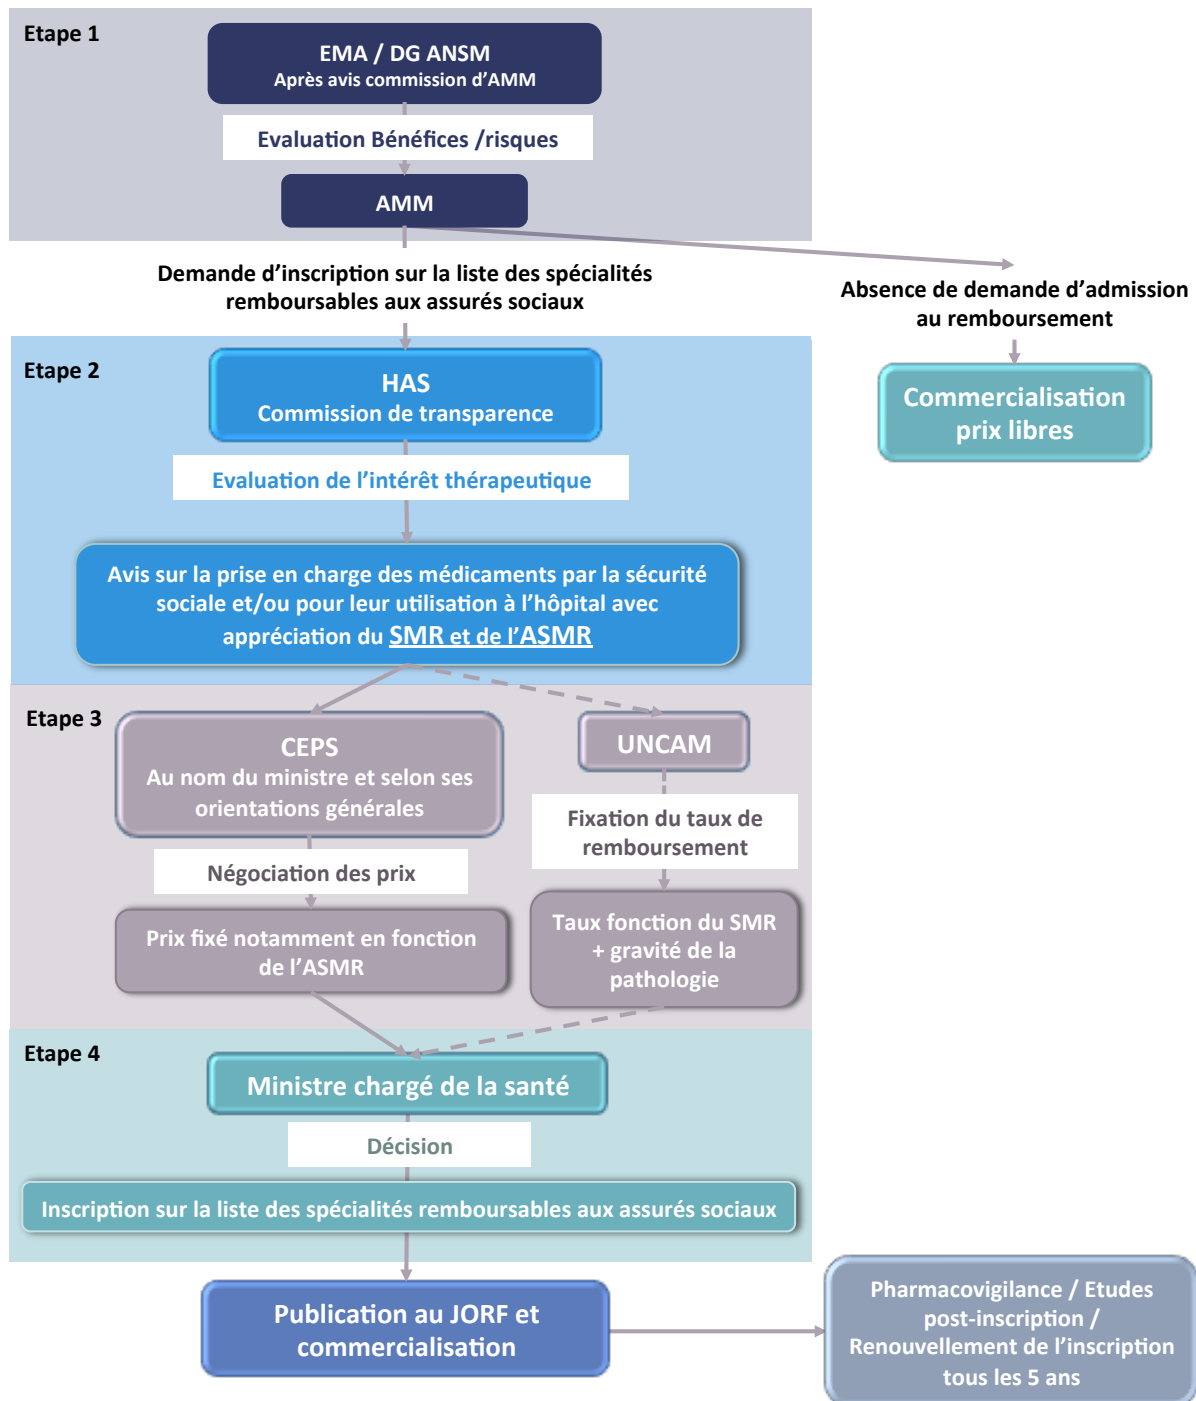 Etape 1
EMA / DG ANSM
Après avis commission d'AMM
Evaluation Bénéfices /risques
AMM
Demande d'inscription sur la liste des spécialités
remboursables aux assurés sociaux
Absence de demande d'admission
au remboursement
Commercialisation
prix libres
Etape 2
HAS
Commission de transparence
Evaluation de l'intérêt thérapeutique
Avis sur la prise en charge des médicaments par la sécurité
sociale et/ou pour leur utilisation à l'hôpital avec
appréciation du SMR et de l'ASMR
Etape 3
CEPS
Au nom du ministre et selon ses
orientations générales
Négociation des prix
Prix fixé notamment en fonction
de l'ASMR
UNCAM
Fixation du taux de
remboursement
Taux fonction du SMR
+ gravité de la
pathologie
Etape 4
Ministre chargé de la santé
Décision
Inscription sur la liste des spécialités remboursables aux assurés sociaux
Publication au JORF et
commercialisation
Pharmacovigilance / Etudes
post-inscription /
Renouvellement de l'inscription
tous les 5 ans